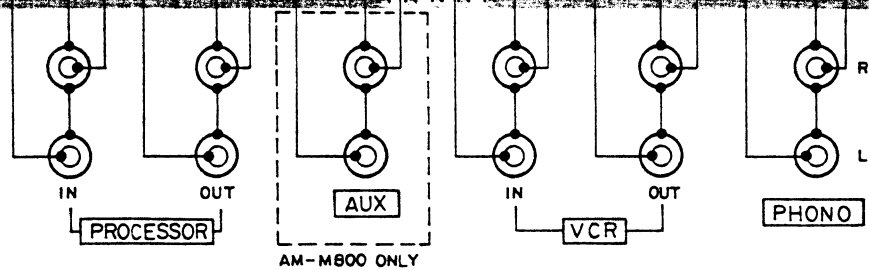 R
L
IN OUT IN OUT
AUX
PHONO
PROCESSOR VCR
AM-M800 ONLY